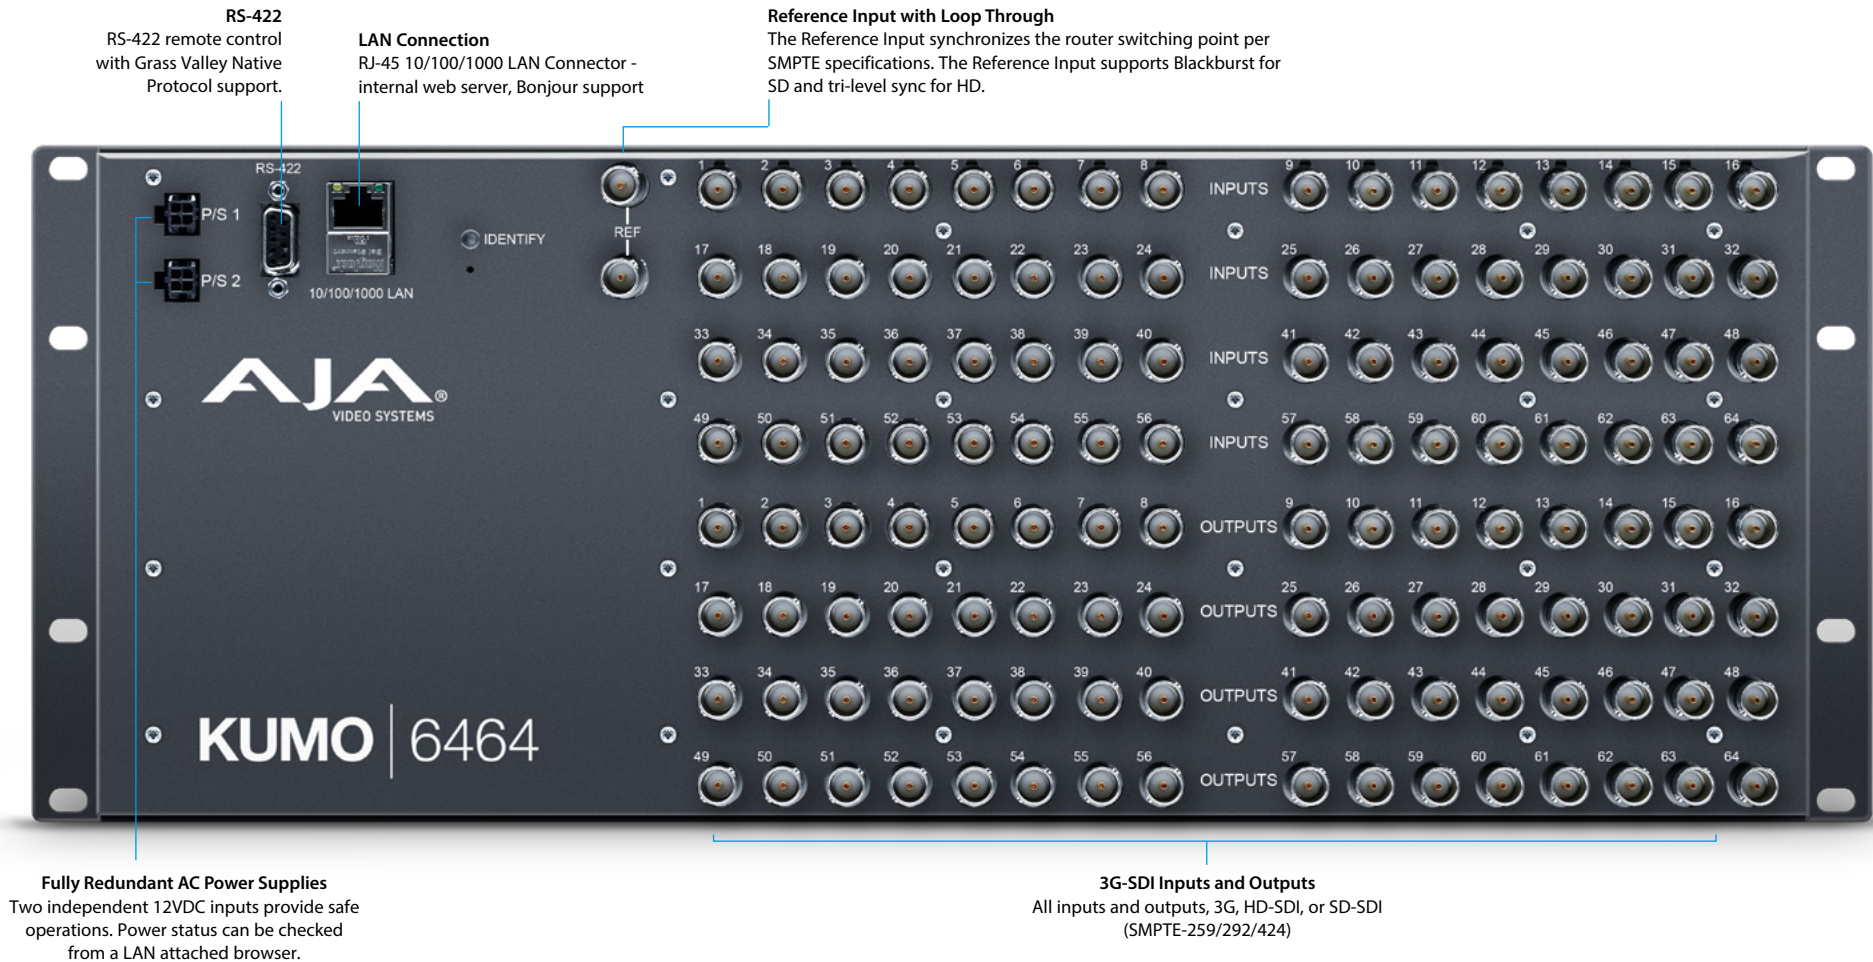 RS-422
RS-422 remote control
with Grass Valley Native
Protocol support.
LAN Connection
RJ-45 10/100/1000 LAN Connector -
internal web server, Bonjour support
Reference Input with Loop Through
The Reference Input synchronizes the router switching point per
SMPTE specifications. The Reference Input supports Blackburst for
SD and tri-level sync for HD.
RS-422
P/S 1
P/S 2
10/100/1000 LAN
IDENTIFY
REF
1 2 3 4 5 6 7 8 INPUTS 9 10 11 12 13 14 15 16
17 18 19 20 21 22 23 24 INPUTS 25 26 27 28 29 30 31 32
33 34 35 36 37 38 39 40 INPUTS 41 42 43 44 45 46 47 48
49 50 51 52 53 54 55 56 INPUTS 57 58 59 60 61 62 63 64
1 2 3 4 5 6 7 8 OUTPUTS 9 10 11 12 13 14 15 16
17 18 19 20 21 22 23 24 OUTPUTS 25 26 27 28 29 30 31 32
33 34 35 36 37 38 39 40 OUTPUTS 41 42 43 44 45 46 47 48
49 50 51 52 53 54 55 56 OUTPUTS 57 58 59 60 61 62 63 64
AJA®
VIDEO SYSTEMS
KUMO | 6464
Fully Redundant AC Power Supplies
Two independent 12VDC inputs provide safe
operations. Power status can be checked
from a LAN attached browser.
3G-SDI Inputs and Outputs
All inputs and outputs, 3G, HD-SDI, or SD-SDI
(SMPTE-259/292/424)